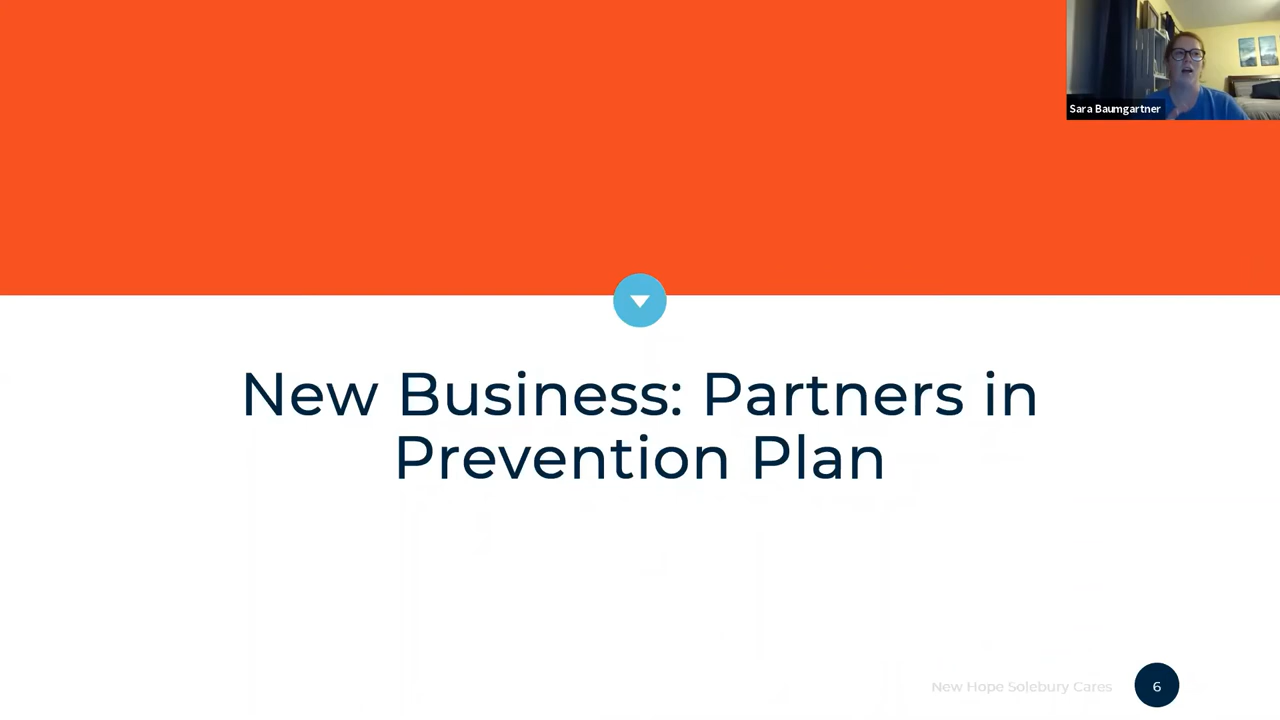 Sara Baumgartner
New Business: Partners in
Prevention Plan
New Hope Solebury Cares
6